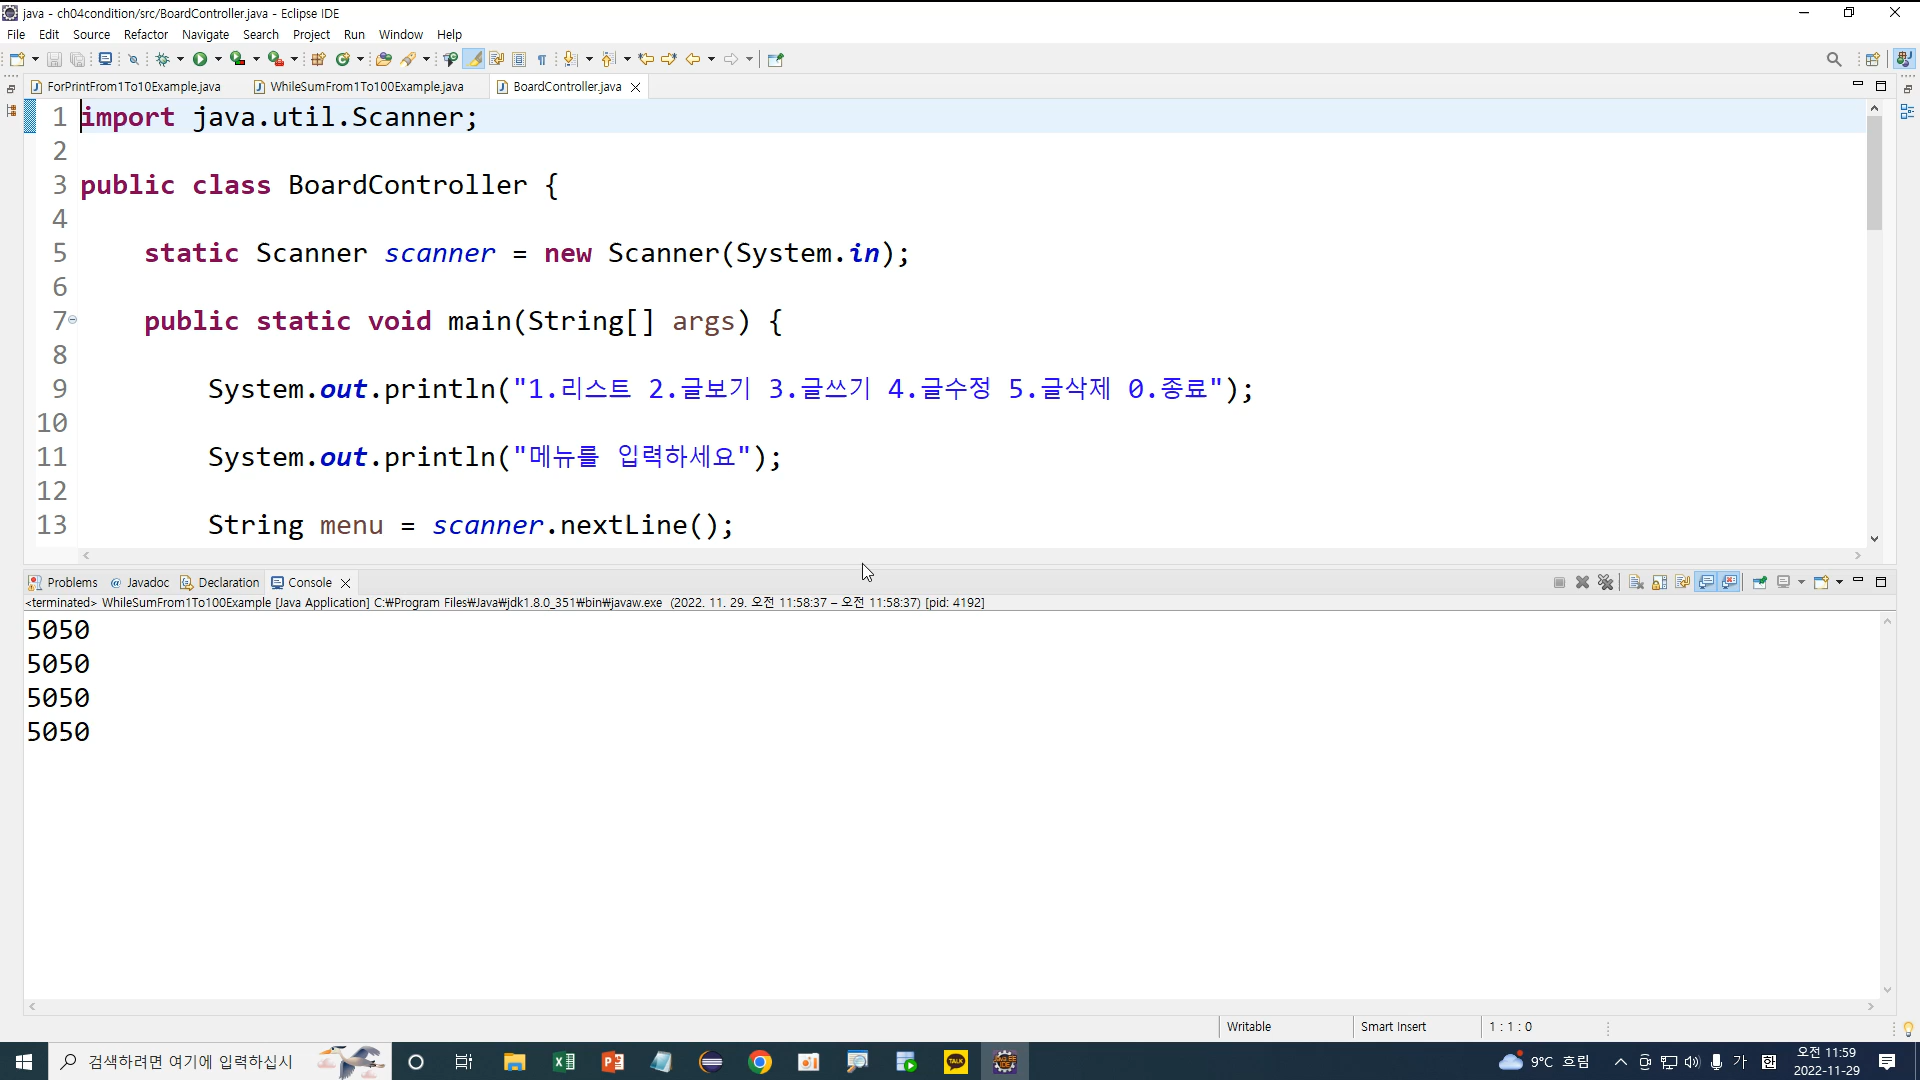 java - ch04condition/src/BoardController.java - Eclipse IDE
File Edit Source Refactor Navigate Search Project Run Window Help
ForPrintFrom1To10Example.java WhileSumFrom1To100Example.java BoardController.java
1 import java.util.Scanner;
2
3 public class BoardController {
4
5 static Scanner scanner = new Scanner(System.in);
6
7 public static void main(String[] args) {
8
9 System.out.println("1.리스트 2.글보기 3.글쓰기 4.글수정 5.글삭제 0.종료");
10
11 System.out.println("메뉴를 입력하세요");
12
13 String menu = scanner.nextLine();
Problems @ Javadoc Declaration Console
<terminated> WhileSumFrom1To100Example [Java Application] C:₩Program Files₩Java₩jdk1.8.0_351₩bin₩javaw.exe (2022. 11. 29. 오전 11:58:37 – 오전 11:58:37) [pid: 4192]
5050
5050
5050
5050
Writable Smart Insert 1 : 1 : 0
검색하려면 여기에 입력하십시 TALK 9°C 흐림 가 오전 11:59
2022-11-29